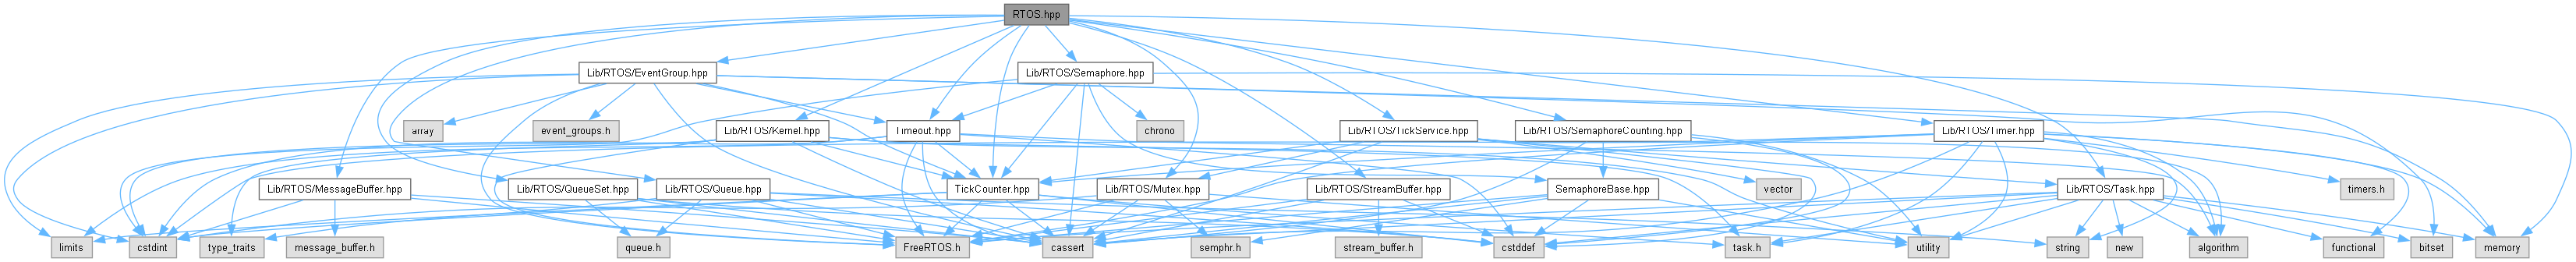 RTOS.hpp
Lib/RTOS/EventGroup.hpp
Lib/RTOS/Semaphore.hpp
array
event_groups.h
Lib/RTOS/Kernel.hpp
Timeout.hpp
chrono
Lib/RTOS/TickService.hpp
Lib/RTOS/SemaphoreCounting.hpp
Lib/RTOS/Timer.hpp
Lib/RTOS/MessageBuffer.hpp
Lib/RTOS/QueueSet.hpp
Lib/RTOS/Queue.hpp
TickCounter.hpp
Lib/RTOS/Mutex.hpp
Lib/RTOS/StreamBuffer.hpp
vector
SemaphoreBase.hpp
Lib/RTOS/Task.hpp
timers.h
limits
cstdint
type_traits
message_buffer.h
queue.h
FreeRTOS.h
cassert
semphr.h
stream_buffer.h
cstddef
task.h
utility
string
new
algorithm
functional
bitset
memory